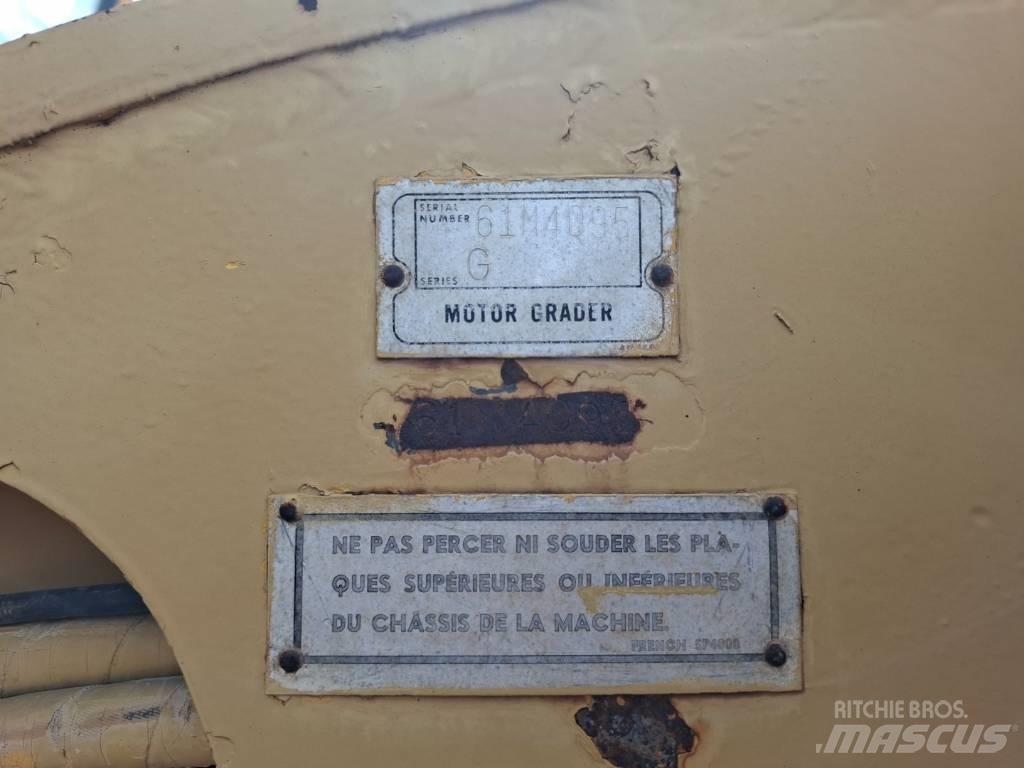 SERIAL
NUMBER 61M4095
SERIES G
MOTOR GRADER
NE PAS PERCER NI SOUDER LES PLA-
QUES SUPÉRIEURES OU INFÉRIEURES
DU CHÂSSIS DE LA MACHINE.
FRENCH
RITCHIE BROS.
MASCUS